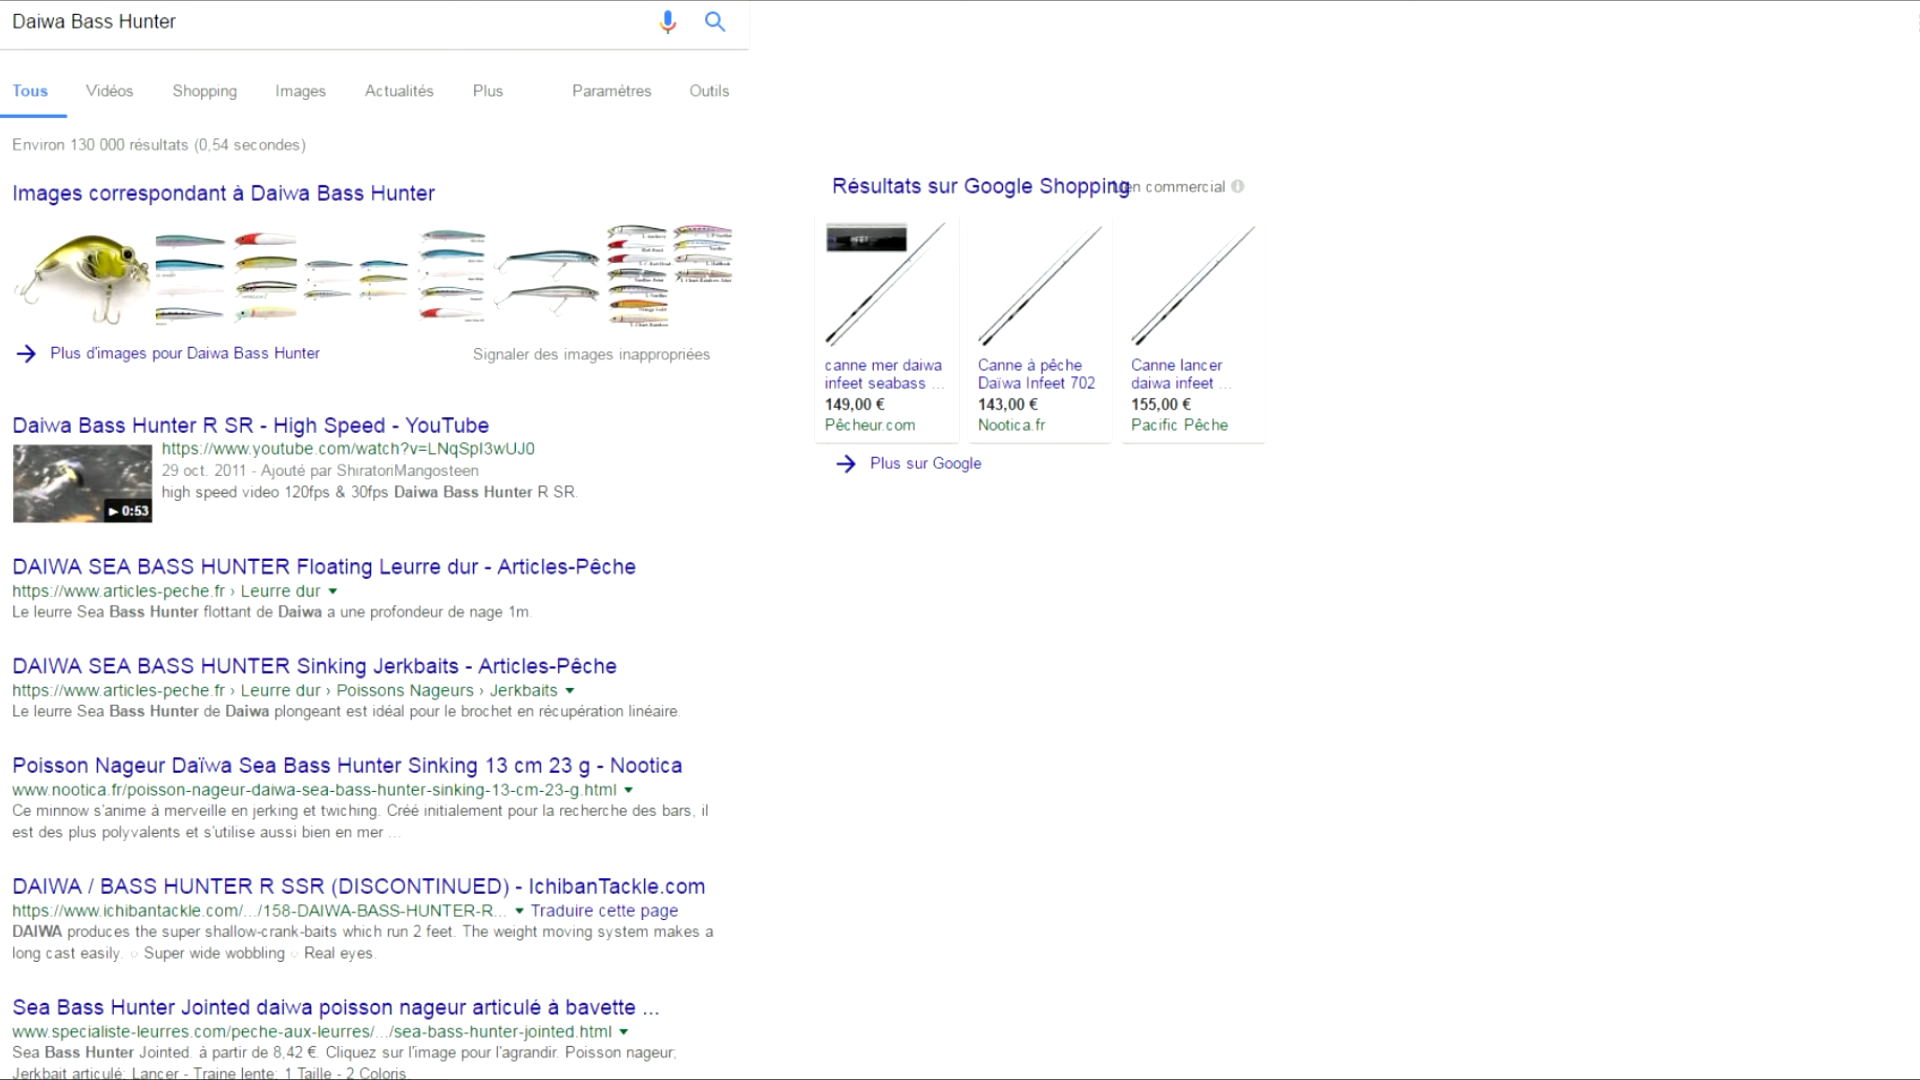 Daiwa Bass Hunter
Tous Vidéos Shopping Images Actualités Plus Paramètres Outils
Environ 130 000 résultats (0,54 secondes)
Images correspondant à Daiwa Bass Hunter
Plus d'images pour Daiwa Bass Hunter
Signaler des images inappropriées
Daiwa Bass Hunter R SR - High Speed - YouTube
https://www.youtube.com/watch?v=LNqSpI3wUJ0
29 oct. 2011 - Ajouté par ShiratoriMangosteen
high speed video 120fps & 30fps Daiwa Bass Hunter R SR.
0:53
DAIWA SEA BASS HUNTER Floating Leurre dur - Articles-Pêche
https://www.articles-peche.fr › Leurre dur
Le leurre Sea Bass Hunter flottant de Daiwa a une profondeur de nage 1m.
DAIWA SEA BASS HUNTER Sinking Jerkbaits - Articles-Pêche
https://www.articles-peche.fr › Leurre dur › Poissons Nageurs › Jerkbaits
Le leurre Sea Bass Hunter de Daiwa plongeant est idéal pour le brochet en récupération linéaire.
Poisson Nageur Daïwa Sea Bass Hunter Sinking 13 cm 23 g - Nootica
www.nootica.fr/poisson-nageur-daiwa-sea-bass-hunter-sinking-13-cm-23-g.html
Ce minnow s'anime à merveille en jerking et twiching. Créé initialement pour la recherche des bars, il
est des plus polyvalents et s'utilise aussi bien en mer ...
DAIWA / BASS HUNTER R SSR (DISCONTINUED) - IchibanTackle.com
https://www.ichibantackle.com/.../158-DAIWA-BASS-HUNTER-R... Traduire cette page
DAIWA produces the super shallow-crank-baits which run 2 feet. The weight moving system makes a
long cast easily. ○ Super wide wobbling ○ Real eyes.
Sea Bass Hunter Jointed daiwa poisson nageur articulé à bavette ...
www.specialiste-leurres.com/peche-aux-leurres/.../sea-bass-hunter-jointed.html
Sea Bass Hunter Jointed. à partir de 8,42 €. Cliquez sur l'image pour l'agrandir. Poisson nageur;
Jerkbait articulé; Lancer - Traine lente; 1 Taille - 2 Coloris.
Résultats sur Google Shopping
commercial
canne mer daiwa
infeet seabass ...
149,00 €
Pêcheur.com
Canne à pêche
Daïwa Infeet 702
143,00 €
Nootica.fr
Canne lancer
daiwa infeet ...
155,00 €
Pacific Pêche
Plus sur Google